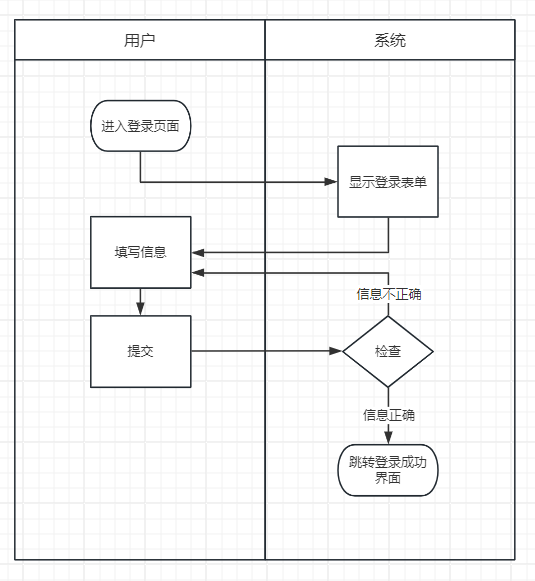 用户
系统
进入登录页面
显示登录表单
填写信息
信息不正确
提交
检查
信息正确
跳转登录成功
界面